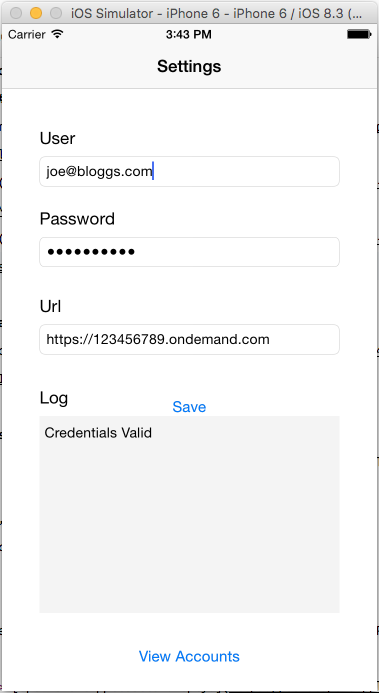 iOS Simulator - iPhone 6 - iPhone 6 / iOS 8.3 (...
Carrier 3:43 PM
Settings
User
joe@bloggs.com
Password
●●●●●●●●●●
Url
https://123456789.ondemand.com
Log
Save
Credentials Valid
View Accounts